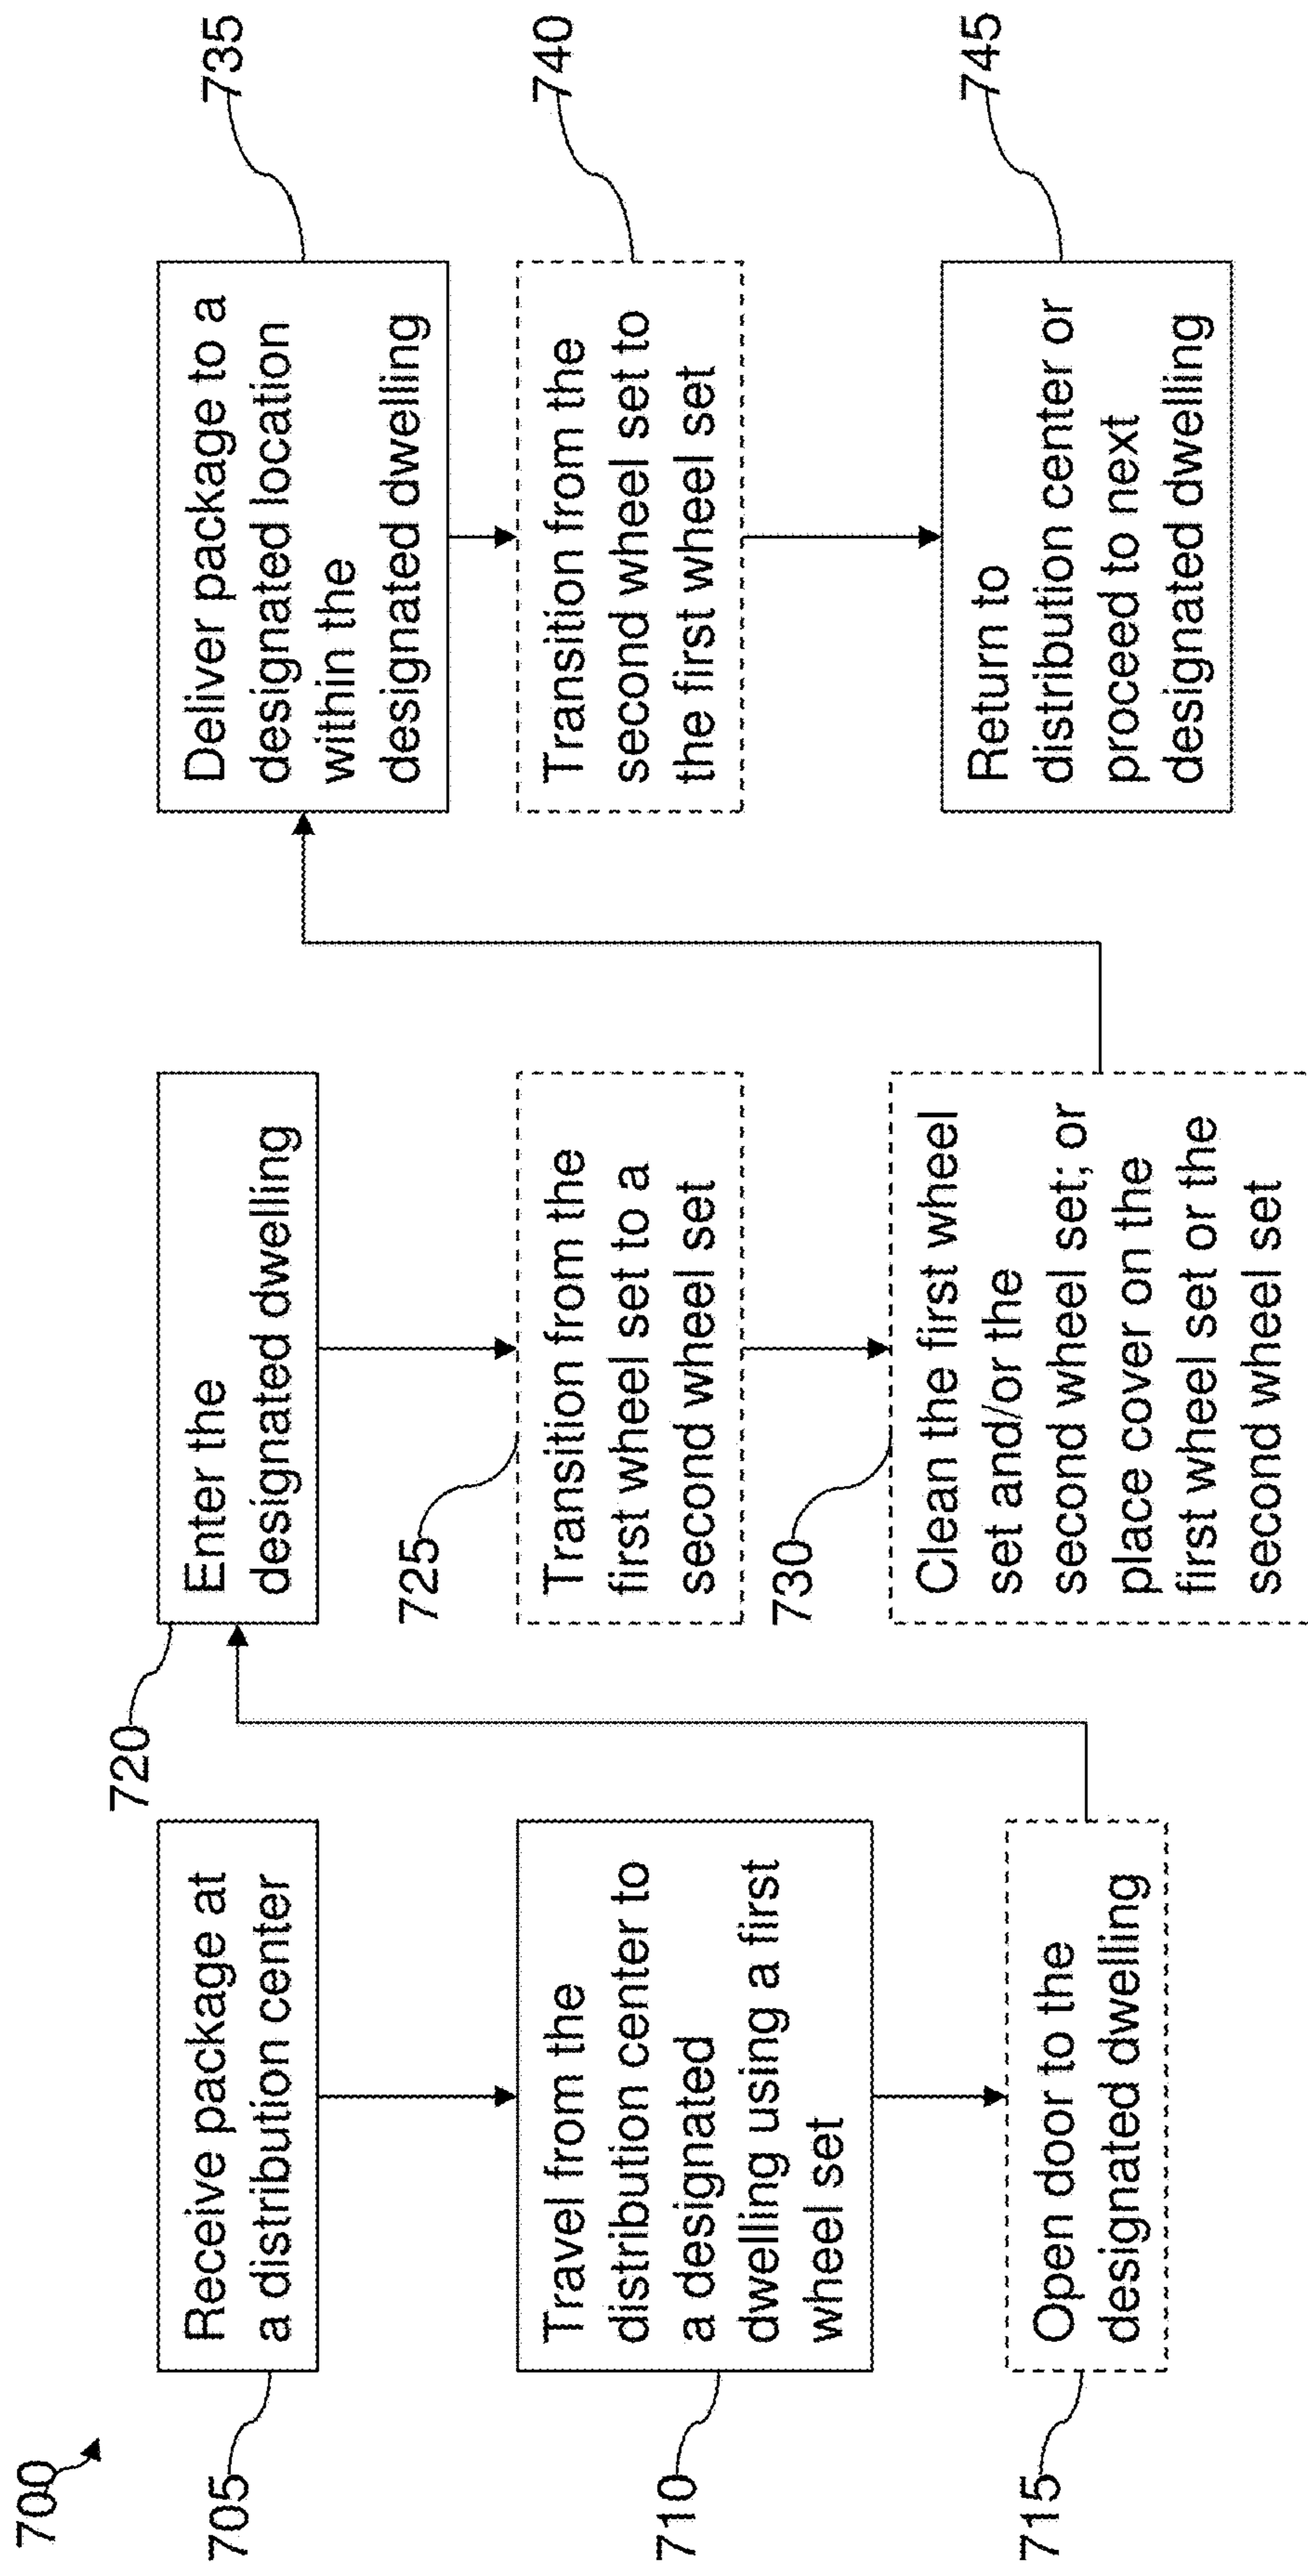 700
705
Receive package at
a distribution center
710
Travel from the
distribution center to
a designated
dwelling using a first
wheel set
715
Open door to the
designated dwelling
720
Enter the
designated dwelling
725
Transition from the
first wheel set to a
second wheel set
730
Clean the first wheel
set and/or the
second wheel set; or
place cover on the
first wheel set or the
second wheel set
735
Deliver package to a
designated location
within the
designated dwelling
740
Transition from the
second wheel set to
the first wheel set
745
Return to
distribution center or
proceed to next
designated dwelling